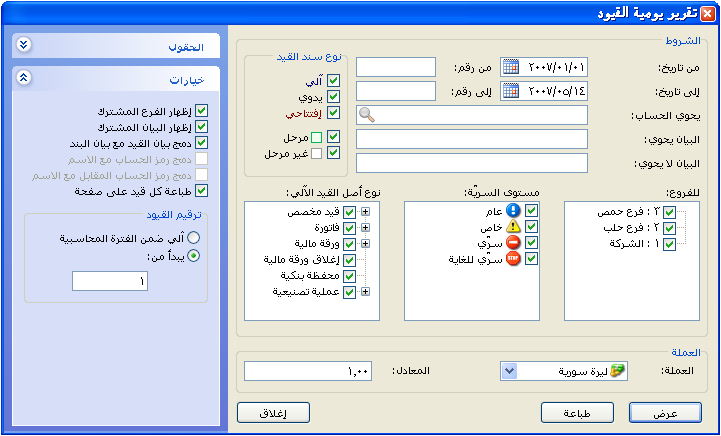 تقرير يومية القيود
الشروط
من تاريخ: ٢٠٠٧/٠١/٠١ من رقم:
إلى تاريخ: ٢٠٠٧/٠٥/١٤ إلى رقم:
يحوي الحساب:
البيان يحوي:
البيان لا يحوي:
نوع سند القيد
آلي
يدوي
إفتتاحي
مرحل
غير مرحل
للفروع:
٣ : فرع حمص
٢ : فرع حلب
١ : الشركة
مستوى السريّة:
عام
خاص
سرّي
سرّي للغاية
STOP
نوع أصل القيد الآلي:
قيد مخصص
فاتورة
ورقة مالية
إغلاق ورقة مالية
محفظة بنكية
عملية تصنيعية
العملة
العملة: ليرة سورية المعادل: ١,٠٠
عرض
طباعة
إغلاق
الحقول
خيارات
إظهار الفرع المشترك
إظهار البيان المشترك
دمج بيان القيد مع بيان البند
دمج رمز الحساب مع الاسم
دمج رمز الحساب المقابل مع الاسم
طباعة كل قيد على صفحة
ترقيم القيود
آلي ضمن الفترة المحاسبية
يبدأ من:
١